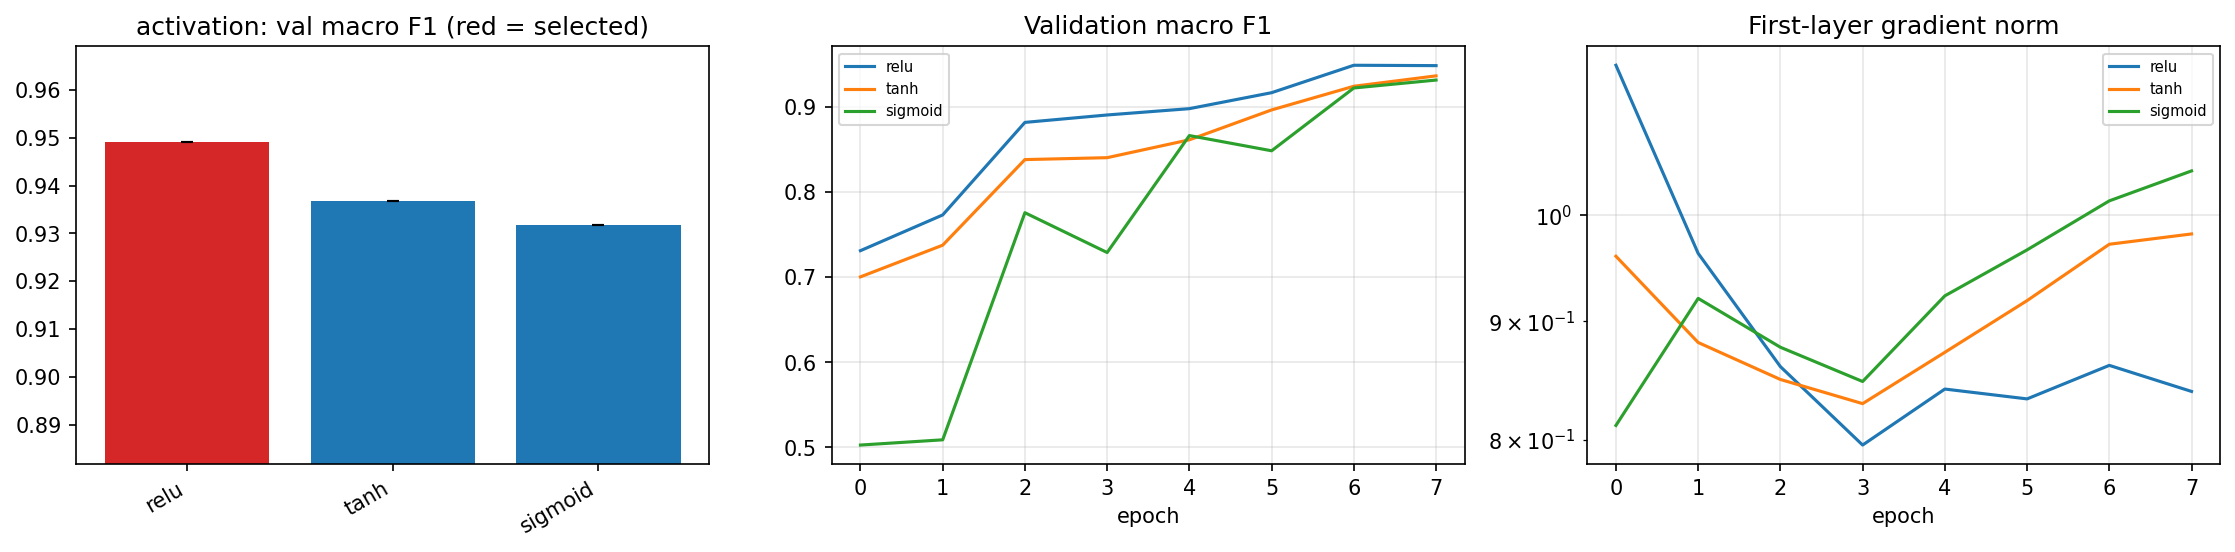 activation: val macro F1 (red = selected)
0.96
0.95
0.94
0.93
0.92
0.91
0.90
0.89
relu
tanh
sigmoid
Validation macro F1
relu
tanh
sigmoid
0.9
0.8
0.7
0.6
0.5
0 1 2 3 4 5 6 7
epoch
First-layer gradient norm
relu
tanh
sigmoid
10⁰
9 × 10⁻¹
8 × 10⁻¹
0 1 2 3 4 5 6 7
epoch